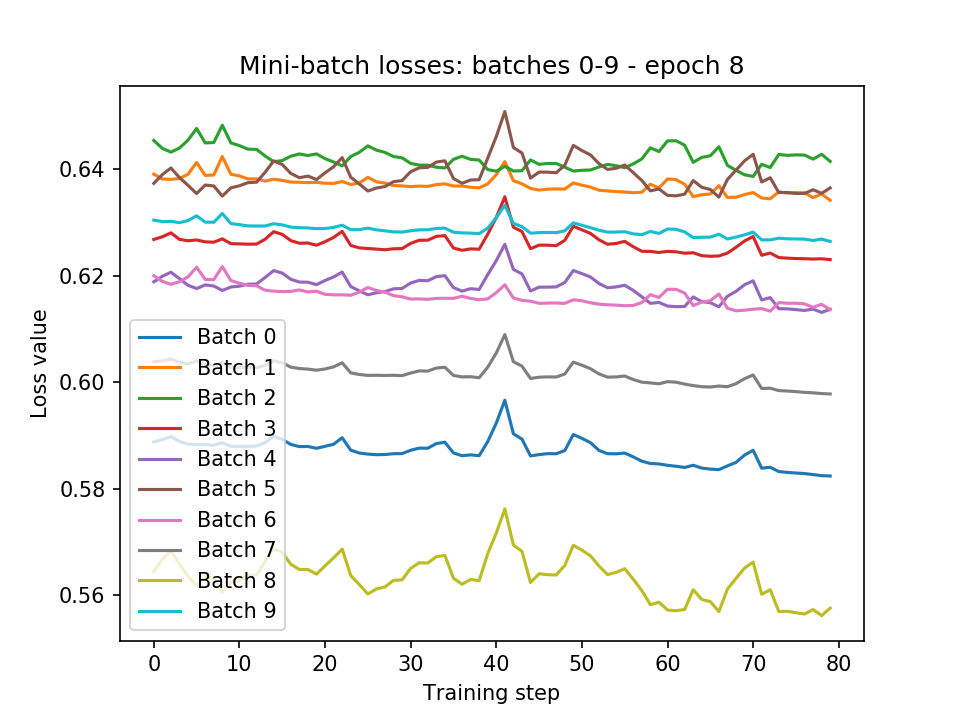 Mini-batch losses: batches 0-9 - epoch 8
0.64
0.62
0.60
0.58
0.56
Loss value
Batch 0
Batch 1
Batch 2
Batch 3
Batch 4
Batch 5
Batch 6
Batch 7
Batch 8
Batch 9
0 10 20 30 40 50 60 70 80
Training step